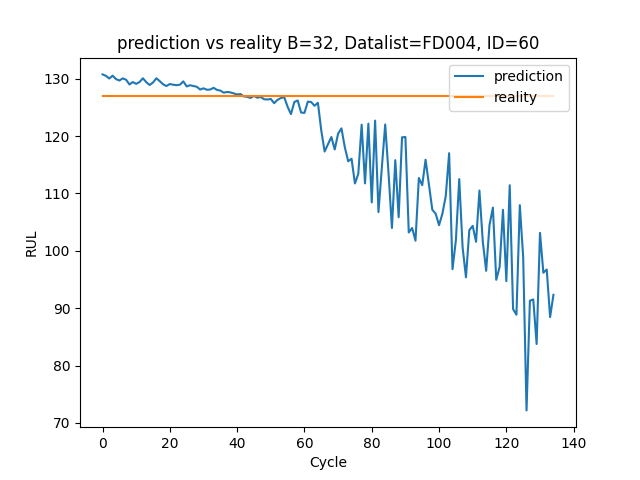 prediction vs reality B=32, Datalist=FD004, ID=60
prediction
reality
130
120
110
100
90
80
70
RUL
0 20 40 60 80 100 120 140
Cycle